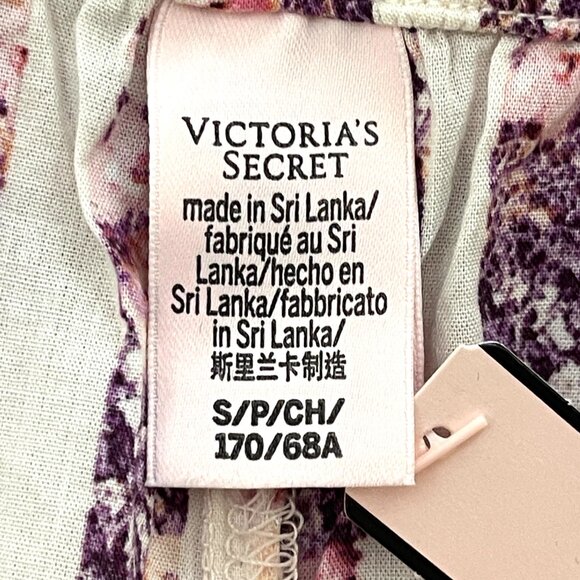 VICTORIA'S
SECRET
made in Sri Lanka/
fabriqué au Sri
Lanka/hecho en
Sri Lanka/fabbricato
in Sri Lanka/
斯里兰卡制造
S/P/CH/
170/68A